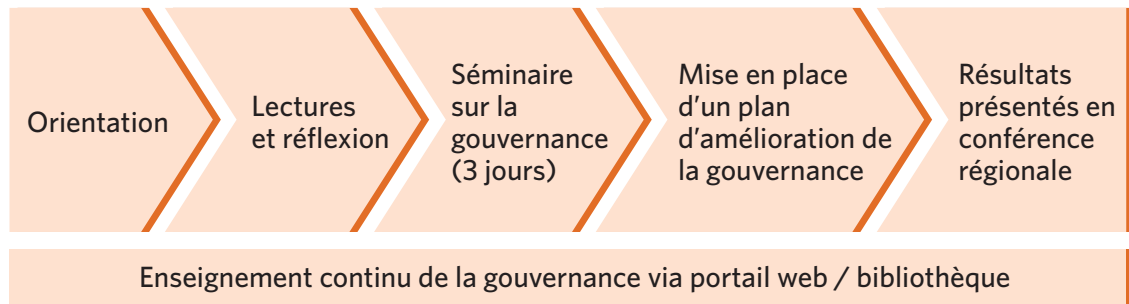 Orientation
Lectures
et réflexion
Séminaire
sur la
gouvernance
(3 jours)
Mise en place
d'un plan
d'amélioration de
la gouvernance
Résultats
présentés en
conférence
régionale
Enseignement continu de la gouvernance via portail web / bibliothèque